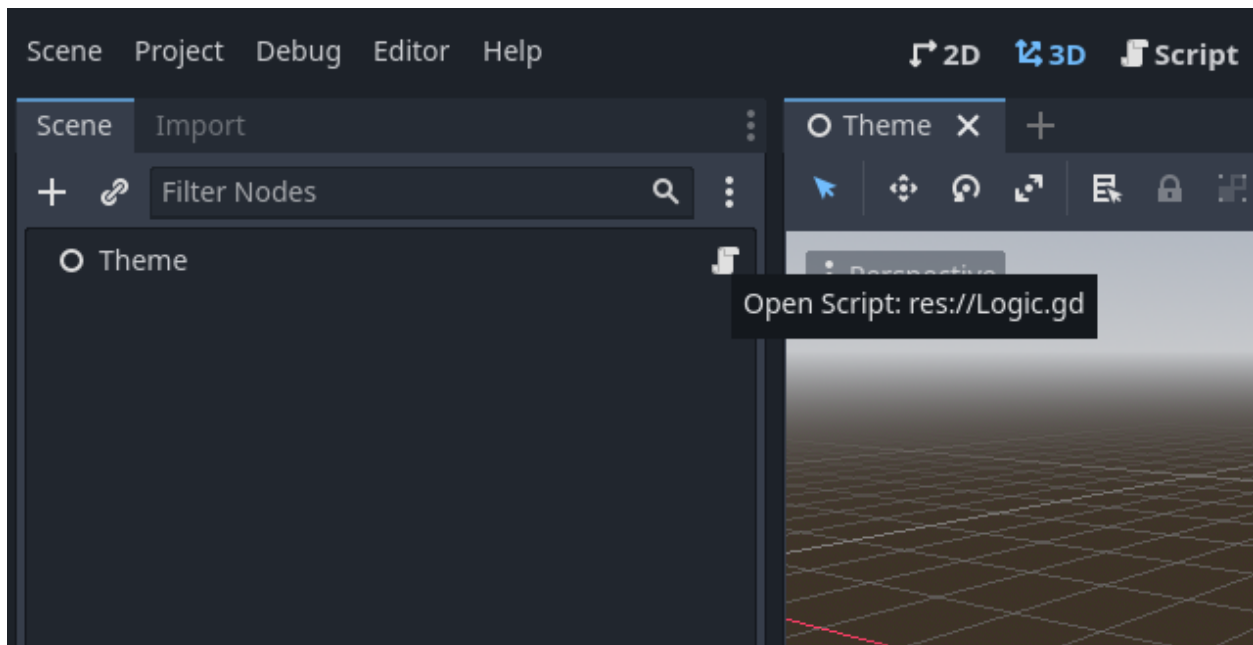 Scene Project Debug Editor Help
2D 3D Script
Scene Import
Theme
Filter Nodes
Theme
Perspective
Open Script: res://Logic.gd